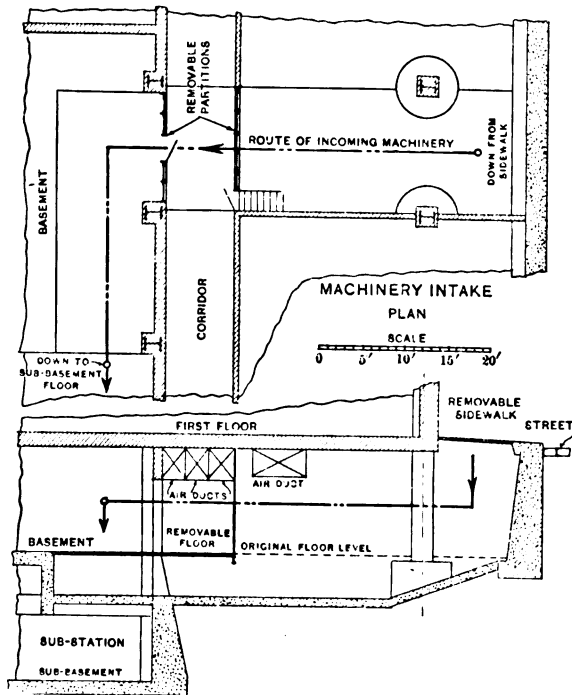 REMOVABLE
PARTITIONS
ROUTE OF INCOMING MACHINERY
DOWN FROM
SIDEWALK
BASEMENT
CORRIDOR
MACHINERY INTAKE
PLAN
SCALE
0 5' 10' 15' 20'
DOWN TO
SUB-BASEMENT
FLOOR
REMOVABLE
SIDEWALK
STREET
FIRST FLOOR
AIR DUCTS
AIR DUCT
REMOVABLE
FLOOR
ORIGINAL FLOOR LEVEL
BASEMENT
SUB-STATION
SUB-BASEMENT